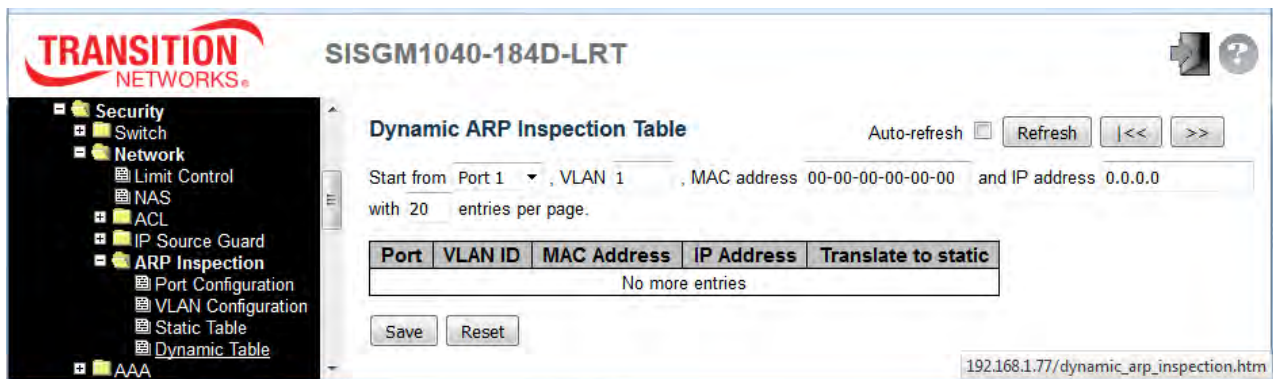 TRANSITION
NETWORKS®
SISGM1040-184D-LRT
?
Security
Switch
Network
Limit Control
NAS
ACL
IP Source Guard
ARP Inspection
Port Configuration
VLAN Configuration
Static Table
Dynamic Table
AAA
Dynamic ARP Inspection Table
Auto-refresh Refresh |<< >>
Start from Port 1 , VLAN 1 , MAC address 00-00-00-00-00-00 and IP address 0.0.0.0
with 20 entries per page.
Port VLAN ID MAC Address IP Address Translate to static
No more entries
Save Reset
192.168.1.77/dynamic_arp_inspection.htm